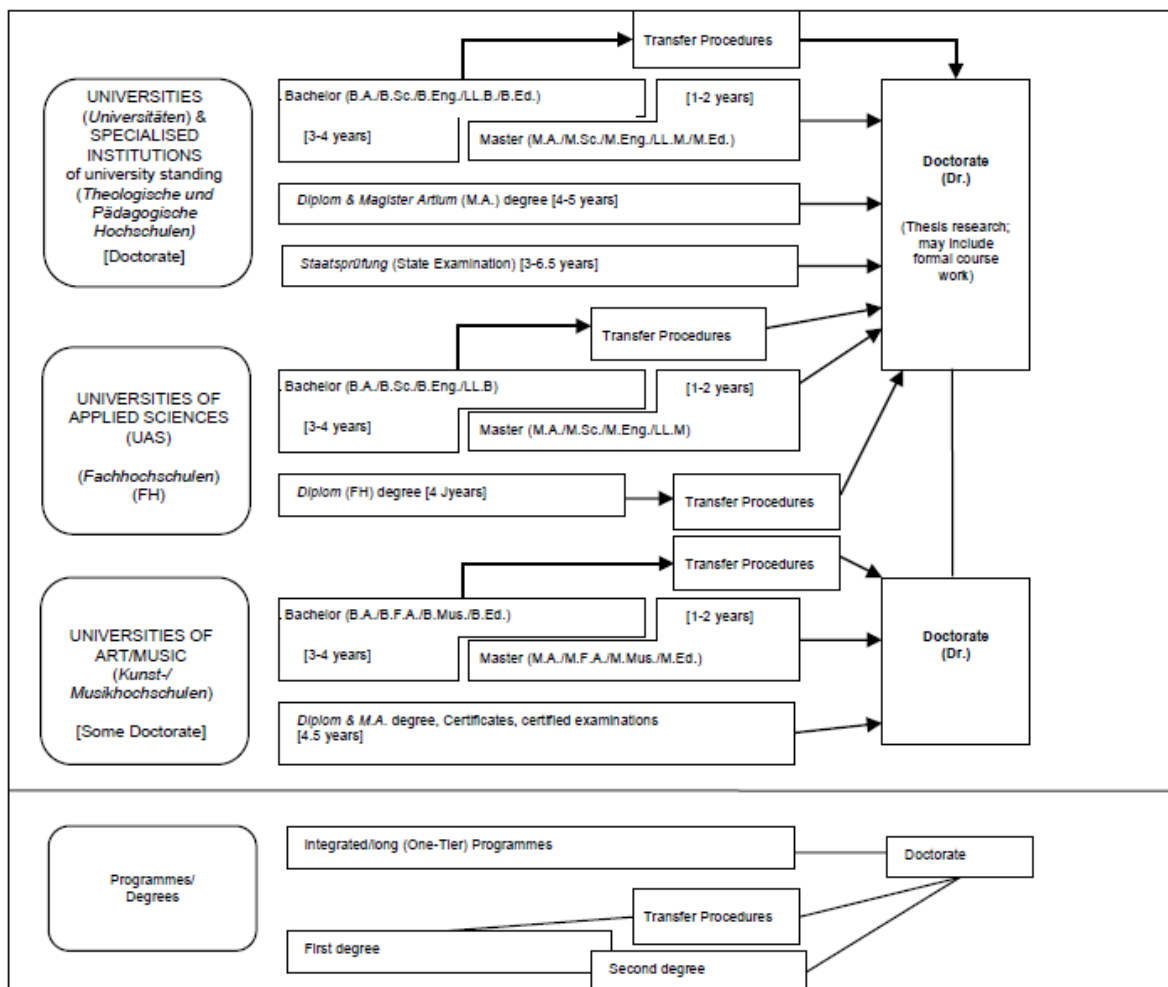 Transfer Procedures
UNIVERSITIES
(Universitäten) &
SPECIALISED
INSTITUTIONS
of university standing
(Theologische und
Pädagogische
Hochschulen)
[Doctorate]
. Bachelor (B.A./B.Sc./B.Eng./LL.B./B.Ed.)
[3-4 years]
[1-2 years]
Master (M.A./M.Sc./M.Eng./LL.M./M.Ed.)
Diplom & Magister Artium (M.A.) degree [4-5 years]
Staatsprüfung (State Examination) [3-6.5 years]
Doctorate
(Dr.)
(Thesis research;
may include
formal course
work)
UNIVERSITIES OF
APPLIED SCIENCES
(UAS)
(Fachhochschulen)
(FH)
Transfer Procedures
. Bachelor (B.A./B.Sc./B.Eng./LL.B)
[3-4 years]
[1-2 years]
Master (M.A./M.Sc./M.Eng./LL.M)
Diplom (FH) degree [4 Jyears]
Transfer Procedures
Transfer Procedures
UNIVERSITIES OF
ART/MUSIC
(Kunst-/
Musikhochschulen)
[Some Doctorate]
. Bachelor (B.A./B.F.A./B.Mus./B.Ed.)
[3-4 years]
[1-2 years]
Master (M.A./M.F.A./M.Mus./M.Ed.)
Diplom & M.A. degree, Certificates, certified examinations
[4.5 years]
Doctorate
(Dr.)
Programmes/
Degrees
Integrated/long (One-Tier) Programmes
Doctorate
Transfer Procedures
First degree
Second degree